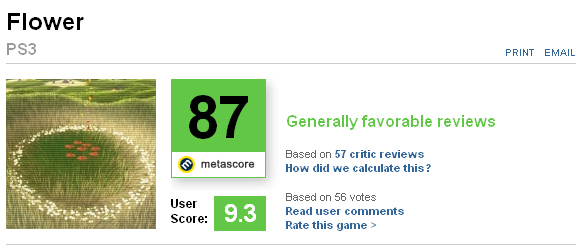 Flower
PS3
PRINT EMAIL
87
metascore
Generally favorable reviews
Based on 57 critic reviews
How did we calculate this?
User
Score:
9.3
Based on 56 votes
Read user comments
Rate this game >